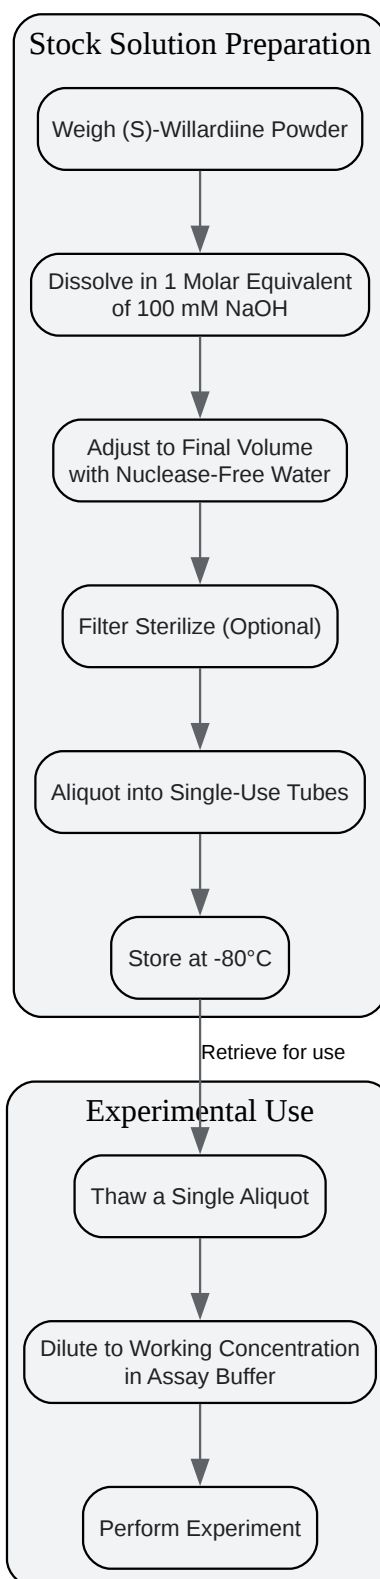 Stock Solution Preparation
Weigh (S)-Willardiine Powder
Dissolve in 1 Molar Equivalent
of 100 mM NaOH
Adjust to Final Volume
with Nuclease-Free Water
Filter Sterilize (Optional)
Aliquot into Single-Use Tubes
Store at -80°C
Retrieve for use
Experimental Use
Thaw a Single Aliquot
Dilute to Working Concentration
in Assay Buffer
Perform Experiment